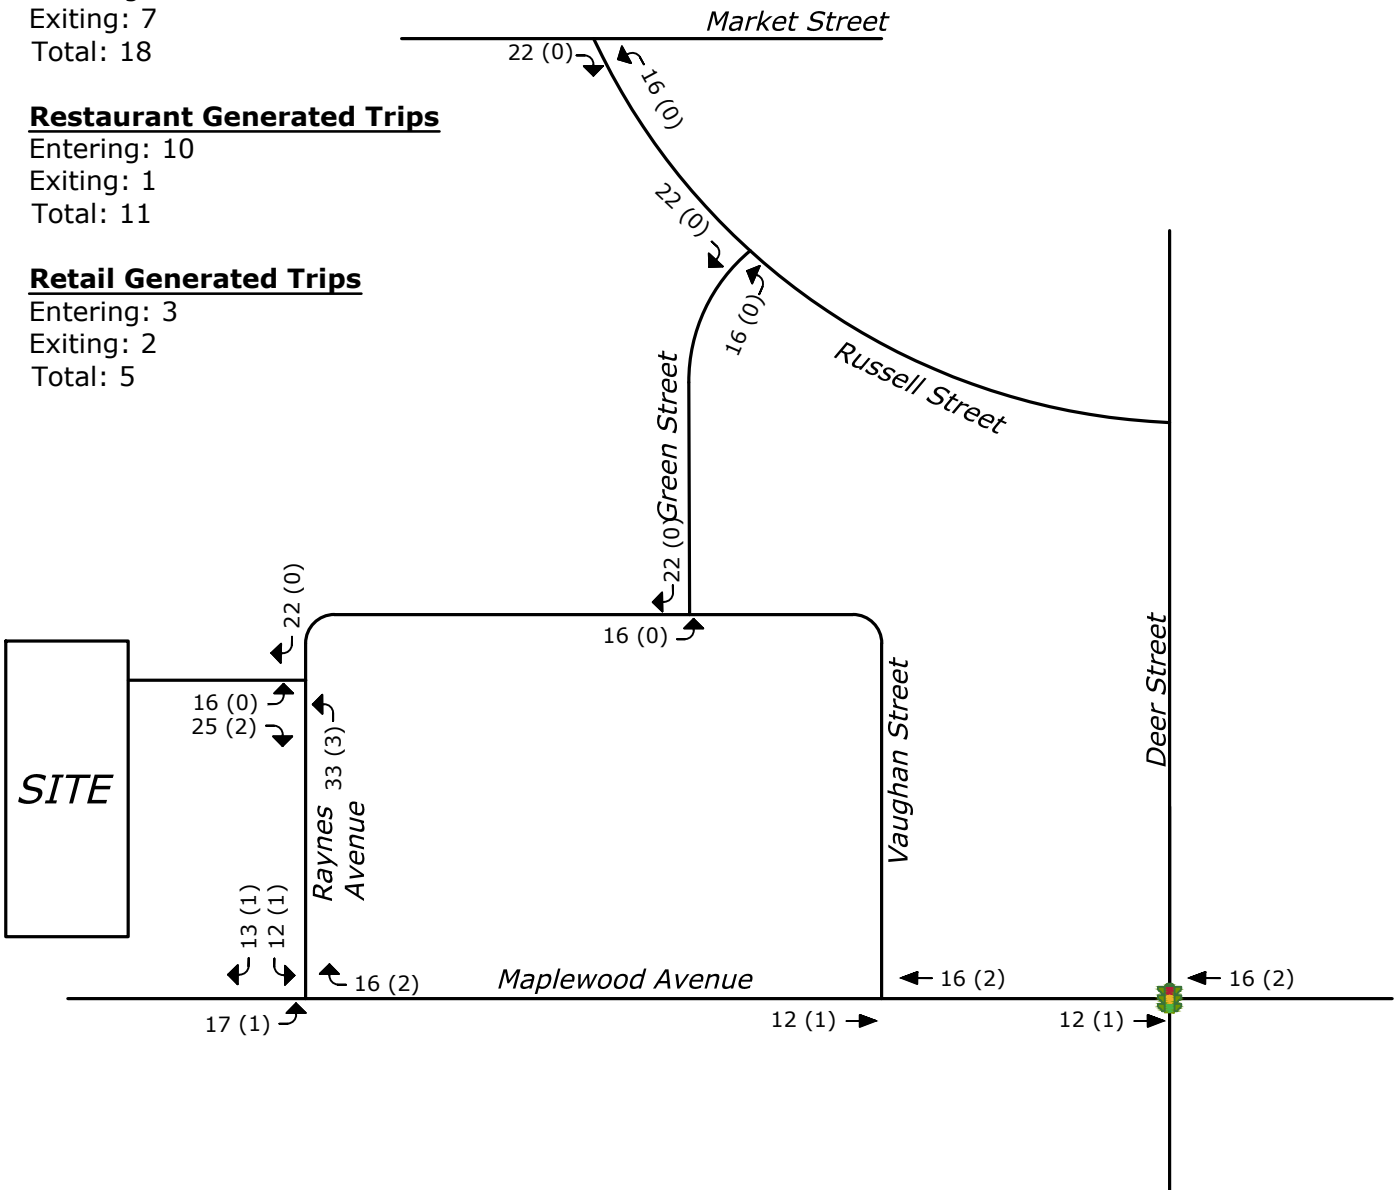 Exiting: 7
Total: 18
Restaurant Generated Trips
Entering: 10
Exiting: 1
Total: 11
Retail Generated Trips
Entering: 3
Exiting: 2
Total: 5
Market Street
22 (0)
16 (0)
22 (0)
16 (0)
Russell Street
Green Street
22 (0)
16 (0)
22 (0)
16 (0)
25 (2)
33 (3)
SITE
Raynes
Avenue
Vaughan Street
Deer Street
13 (1)
12 (1)
16 (2)
Maplewood Avenue
16 (2)
16 (2)
17 (1)
12 (1)
12 (1)